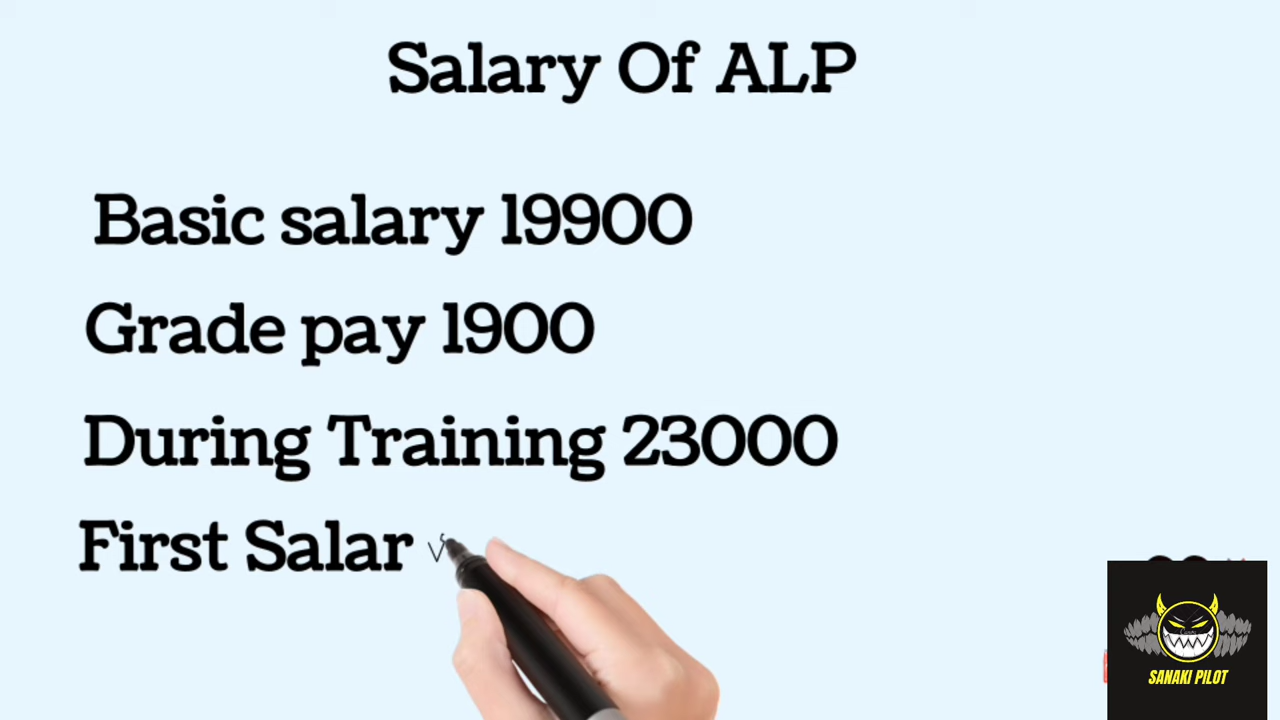 Salary Of ALP
Basic salary 19900
Grade pay 1900
During Training 23000
First Salar
SANAKI PILOT